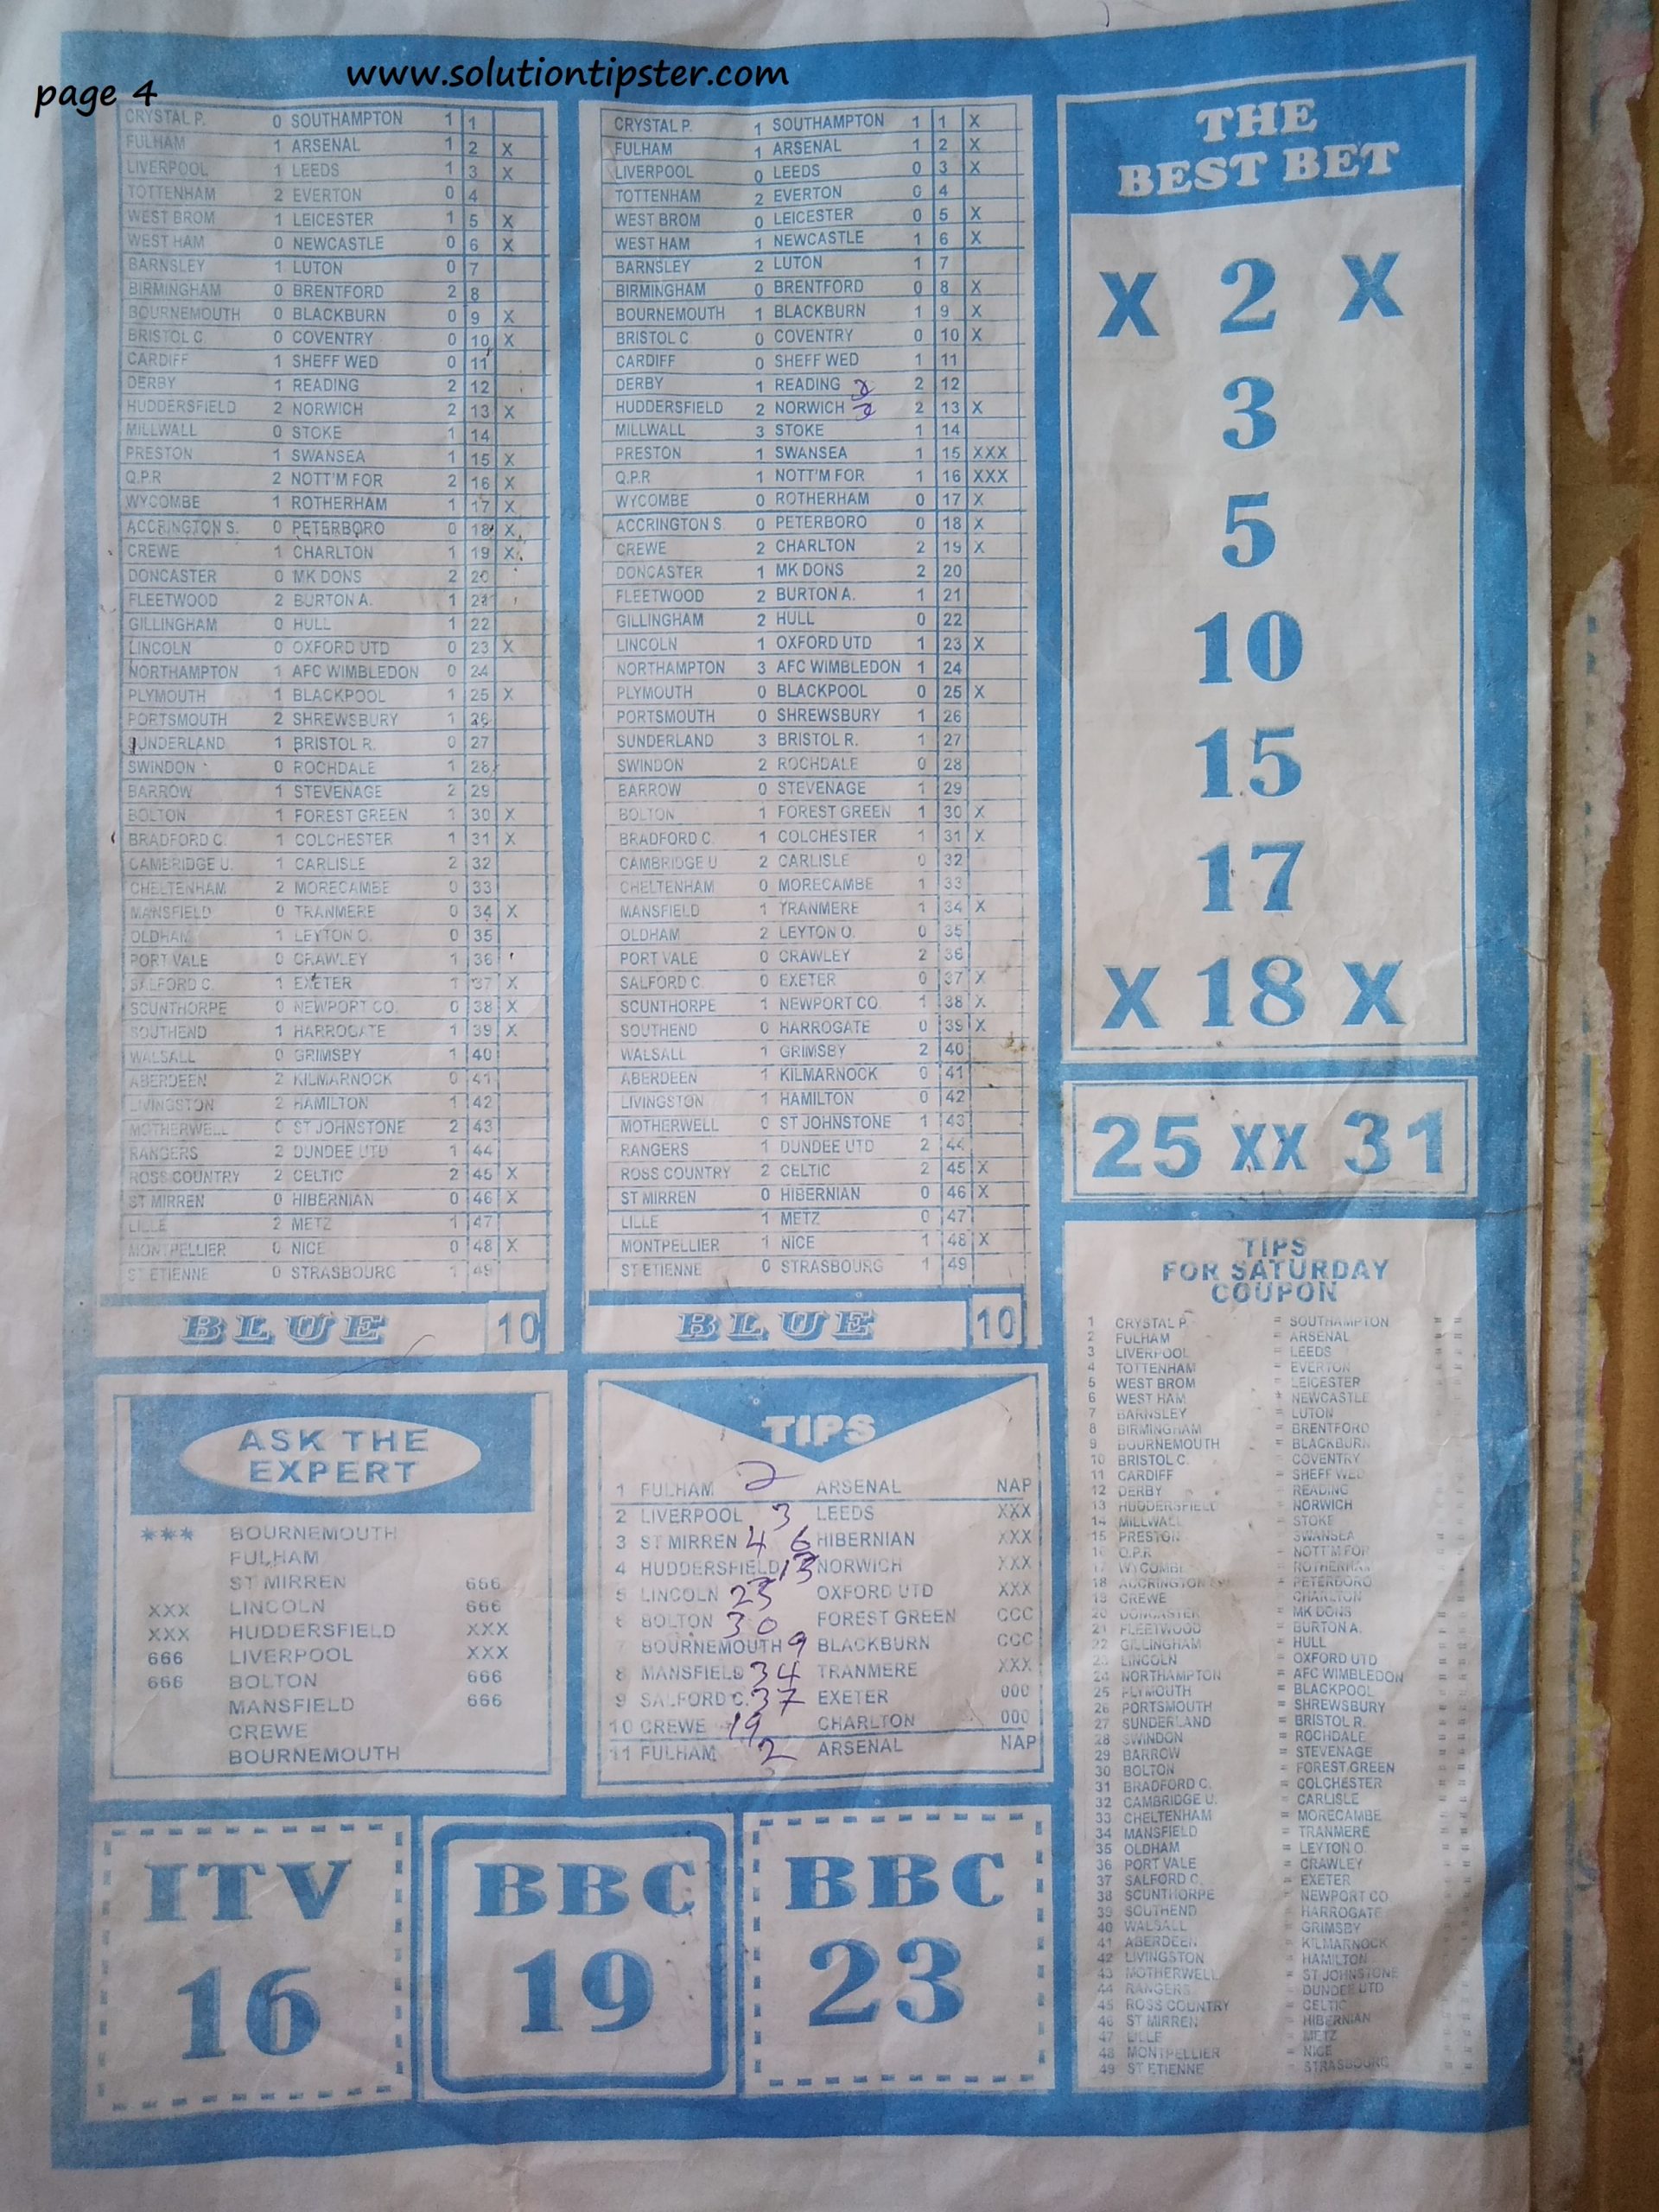 www.solutiontipster.com
page 4
CRYSTAL P. 0 SOUTHAMPTON 1 1
FULHAM 1 ARSENAL 1 2 X
LIVERPOOL 1 LEEDS 1 3 X
TOTTENHAM 2 EVERTON 0 4
WEST BROM 1 LEICESTER 1 5 X
WEST HAM 0 NEWCASTLE 0 6 X
BARNSLEY 1 LUTON 0 7
BIRMINGHAM 0 BRENTFORD 2 8
BOURNEMOUTH 0 BLACKBURN 0 9 X
BRISTOL C. 0 COVENTRY 0 10 X
CARDIFF 1 SHEFF WED 0 11
DERBY 1 READING 2 12
HUDDERSFIELD 2 NORWICH 2 13 X
MILLWALL 0 STOKE 1 14
PRESTON 1 SWANSEA 1 15 X
Q.P.R 2 NOTT'M FOR 2 16 X
WYCOMBE 1 ROTHERHAM 1 17 X
ACCRINGTON S. 0 PETERBORO 0 18 X
CREWE 1 CHARLTON 1 19 X
DONCASTER 0 MK DONS 2 20
FLEETWOOD 2 BURTON A. 1 21
GILLINGHAM 0 HULL 1 22
LINCOLN 0 OXFORD UTD 0 23 X
NORTHAMPTON 1 AFC WIMBLEDON 0 24
PLYMOUTH 1 BLACKPOOL 1 25 X
PORTSMOUTH 2 SHREWSBURY 1 26
SUNDERLAND 1 BRISTOL R. 0 27
SWINDON 0 ROCHDALE 1 28
BARROW 1 STEVENAGE 2 29
BOLTON 1 FOREST GREEN 1 30 X
BRADFORD C. 1 COLCHESTER 1 31 X
CAMBRIDGE U. 1 CARLISLE 2 32
CHELTENHAM 2 MORECAMBE 0 33
MANSFIELD 0 TRANMERE 0 34 X
OLDHAM 1 LEYTON O. 0 35
PORT VALE 0 CRAWLEY 1 36
SALFORD C. 1 EXETER 1 37 X
SCUNTHORPE 0 NEWPORT CO. 0 38 X
SOUTHEND 1 HARROGATE 1 39 X
WALSALL 0 GRIMSBY 1 40
ABERDEEN 2 KILMARNOCK 0 41
LIVINGSTON 2 HAMILTON 1 42
MOTHERWELL 0 ST JOHNSTONE 2 43
RANGERS 2 DUNDEE UTD 1 44
ROSS COUNTRY 2 CELTIC 2 45 X
ST MIRREN 0 HIBERNIAN 0 46 X
LILLE 2 METZ 1 47
MONTPELLIER 0 NICE 0 48 X
ST ETIENNE 0 STRASBOURG 1 49
BLUE 10
CRYSTAL P. 1 SOUTHAMPTON 1 1 X
FULHAM 1 ARSENAL 1 2 X
LIVERPOOL 0 LEEDS 0 3 X
TOTTENHAM 2 EVERTON 0 4
WEST BROM 0 LEICESTER 0 5 X
WEST HAM 1 NEWCASTLE 1 6 X
BARNSLEY 2 LUTON 1 7
BIRMINGHAM 0 BRENTFORD 0 8 X
BOURNEMOUTH 1 BLACKBURN 1 9 X
BRISTOL C 0 COVENTRY 0 10 X
CARDIFF 0 SHEFF WED 1 11
DERBY 1 READING 2 12
HUDDERSFIELD 2 NORWICH 2 13 X
MILLWALL 3 STOKE 1 14
PRESTON 1 SWANSEA 1 15 XXX
Q.P.R 1 NOTT'M FOR 1 16 XXX
WYCOMBE 0 ROTHERHAM 0 17 X
ACCRINGTON S. 0 PETERBORO 0 18 X
CREWE 2 CHARLTON 2 19 X
DONCASTER 1 MK DONS 2 20
FLEETWOOD 2 BURTON A. 1 21
GILLINGHAM 2 HULL 0 22
LINCOLN 1 OXFORD UTD 1 23 X
NORTHAMPTON 3 AFC WIMBLEDON 1 24
PLYMOUTH 0 BLACKPOOL 0 25 X
PORTSMOUTH 0 SHREWSBURY 1 26
SUNDERLAND 3 BRISTOL R. 1 27
SWINDON 2 ROCHDALE 0 28
BARROW 0 STEVENAGE 1 29
BOLTON 1 FOREST GREEN 1 30 X
BRADFORD C. 1 COLCHESTER 1 31 X
CAMBRIDGE U 2 CARLISLE 0 32
CHELTENHAM 0 MORECAMBE 1 33
MANSFIELD 1 TRANMERE 1 34 X
OLDHAM 2 LEYTON O. 0 35
PORT VALE 0 CRAWLEY 2 36
SALFORD C. 0 EXETER 0 37 X
SCUNTHORPE 1 NEWPORT CO. 1 38 X
SOUTHEND 0 HARROGATE 0 39 X
WALSALL 1 GRIMSBY 2 40
ABERDEEN 1 KILMARNOCK 0 41
LIVINGSTON 1 HAMILTON 0 42
MOTHERWELL 0 ST JOHNSTONE 1 43
RANGERS 1 DUNDEE UTD 2 44
ROSS COUNTRY 2 CELTIC 2 45 X
ST MIRREN 0 HIBERNIAN 0 46 X
LILLE 1 METZ 0 47
MONTPELLIER 1 NICE 1 48 X
ST ETIENNE 0 STRASBOURG 1 49
BLUE 10
THE
BEST BET
X 2 X
3
5
10
15
17
X 18 X
25 XX 31
ASK THE
EXPERT
*** BOURNEMOUTH
FULHAM
ST MIRREN 666
XXX LINCOLN 666
XXX HUDDERSFIELD XXX
666 LIVERPOOL XXX
666 BOLTON 666
MANSFIELD 666
CREWE
BOURNEMOUTH
TIPS
1 FULHAM 2 ARSENAL NAP
2 LIVERPOOL 3 LEEDS XXX
3 ST MIRREN 46 HIBERNIAN XXX
4 HUDDERSFIELD 13 NORWICH XXX
5 LINCOLN 23 OXFORD UTD XXX
6 BOLTON 30 FOREST GREEN CCC
7 BOURNEMOUTH 9 BLACKBURN CCC
8 MANSFIELD 34 TRANMERE XXX
9 SALFORD C. 37 EXETER 000
10 CREWE 19 CHARLTON 000
11 FULHAM 2 ARSENAL NAP
ITV
16
BBC
19
BBC
23
TIPS
FOR SATURDAY
COUPON
1 CRYSTAL P. = SOUTHAMPTON
2 FULHAM = ARSENAL
3 LIVERPOOL = LEEDS
4 TOTTENHAM = EVERTON
5 WEST BROM = LEICESTER
6 WEST HAM = NEWCASTLE
7 BARNSLEY = LUTON
8 BIRMINGHAM = BRENTFORD
9 BOURNEMOUTH = BLACKBURN
10 BRISTOL C. = COVENTRY
11 CARDIFF = SHEFF WED
12 DERBY = READING
13 HUDDERSFIELD = NORWICH
14 MILLWALL = STOKE
15 PRESTON = SWANSEA
16 Q.P.R = NOTT'M FOR
17 WYCOMBE = ROTHERHAM
18 ACCRINGTON S = PETERBORO
19 CREWE = CHARLTON
20 DONCASTER = MK DONS
21 FLEETWOOD = BURTON A.
22 GILLINGHAM = HULL
23 LINCOLN = OXFORD UTD
24 NORTHAMPTON = AFC WIMBLEDON
25 PLYMOUTH = BLACKPOOL
26 PORTSMOUTH = SHREWSBURY
27 SUNDERLAND = BRISTOL R.
28 SWINDON = ROCHDALE
29 BARROW = STEVENAGE
30 BOLTON = FOREST GREEN
31 BRADFORD C. = COLCHESTER
32 CAMBRIDGE U. = CARLISLE
33 CHELTENHAM = MORECAMBE
34 MANSFIELD = TRANMERE
35 OLDHAM = LEYTON O.
36 PORT VALE = CRAWLEY
37 SALFORD C. = EXETER
38 SCUNTHORPE = NEWPORT CO
39 SOUTHEND = HARROGATE
40 WALSALL = GRIMSBY
41 ABERDEEN = KILMARNOCK
42 LIVINGSTON = HAMILTON
43 MOTHERWELL = ST JOHNSTONE
44 RANGERS = DUNDEE UTD
45 ROSS COUNTRY = CELTIC
46 ST MIRREN = HIBERNIAN
47 LILLE = METZ
48 MONTPELLIER = NICE
49 ST ETIENNE = STRASBOURG